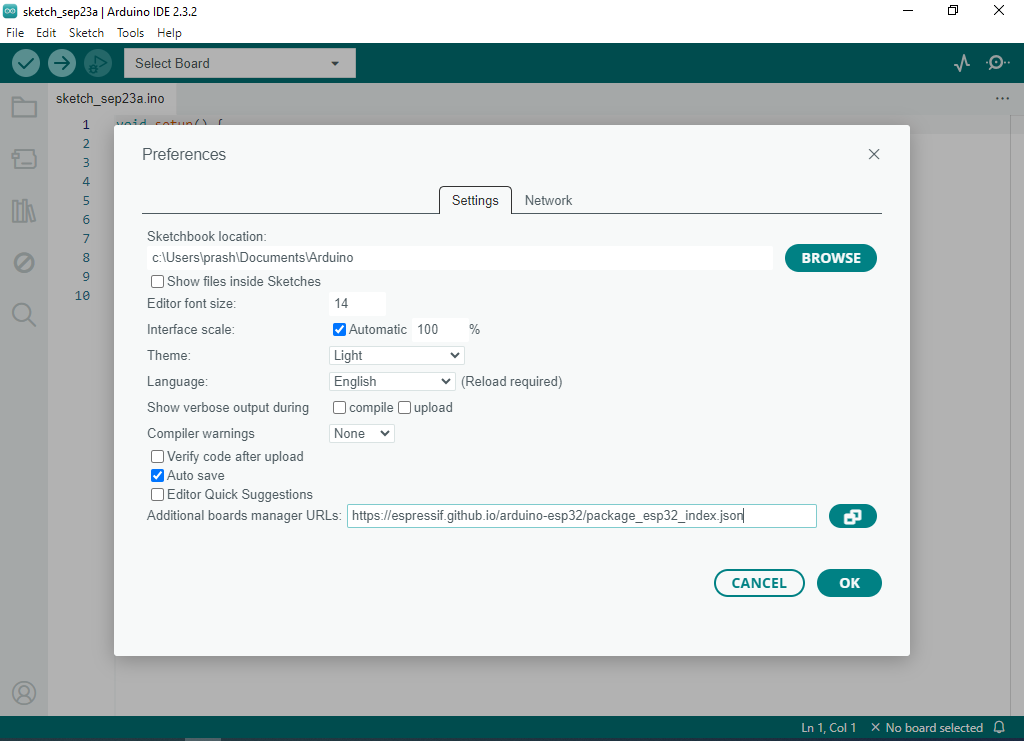 sketch_sep23a | Arduino IDE 2.3.2
File Edit Sketch Tools Help
Select Board
sketch_sep23a.ino
1 void setup() {
2
3
4
5
6
7
8
9
10
Preferences
Settings Network
Sketchbook location:
c:\Users\prash\Documents\Arduino
BROWSE
Show files inside Sketches
Editor font size: 14
Interface scale: Automatic 100 %
Theme: Light
Language: English (Reload required)
Show verbose output during compile upload
Compiler warnings None
Verify code after upload
Auto save
Editor Quick Suggestions
Additional boards manager URLs: https://espressif.github.io/arduino-esp32/package_esp32_index.json
CANCEL OK
Ln 1, Col 1 No board selected